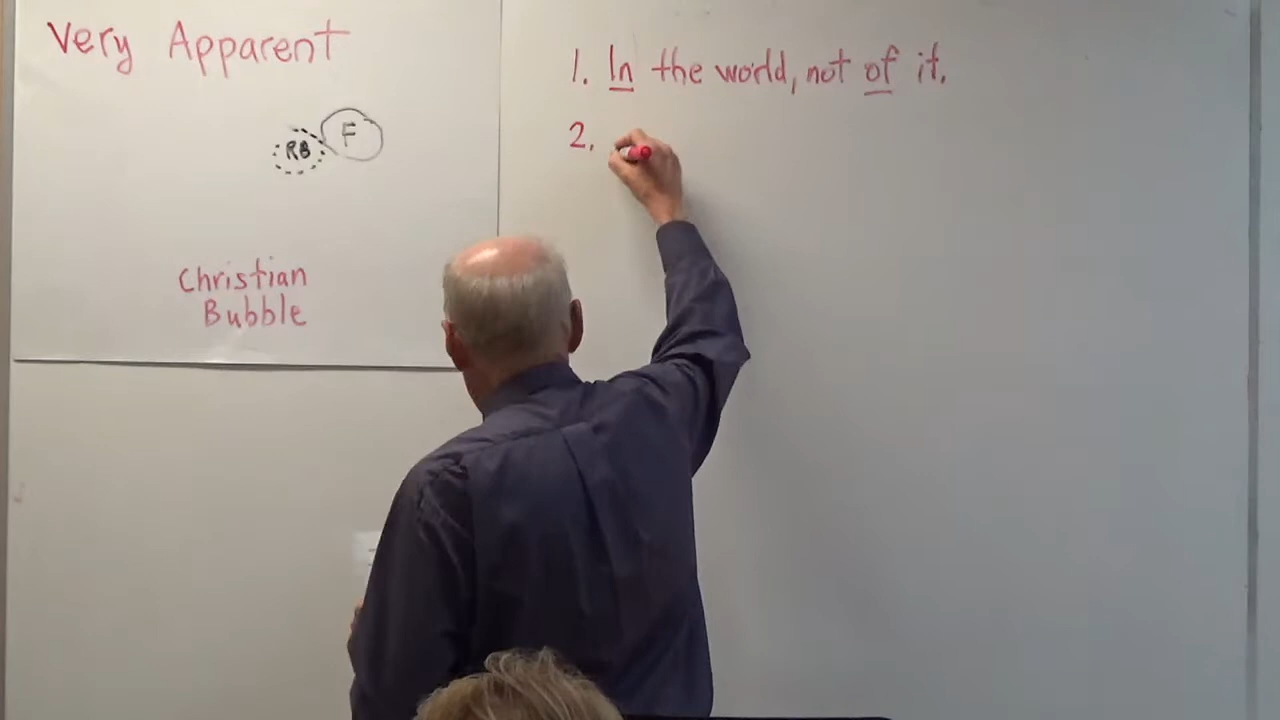 Very Apparent
RB F
Christian
Bubble
1. In the world, not of it.
2.